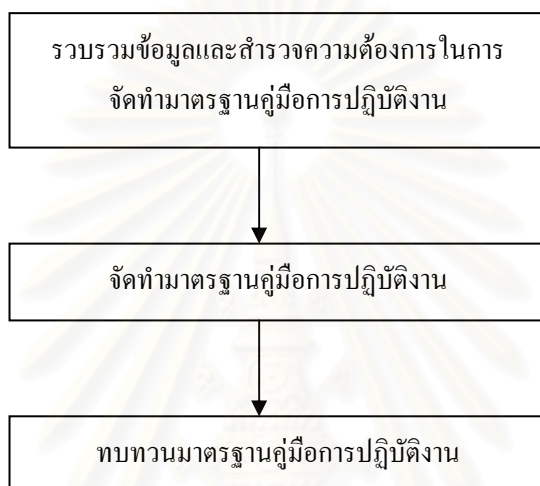 รวบรวมข้อมูลและสำรวจความต้องการในการ
จัดทำมาตรฐานคู่มือการปฏิบัติงาน
จัดทำมาตรฐานคู่มือการปฏิบัติงาน
ทบทวนมาตรฐานคู่มือการปฏิบัติงาน